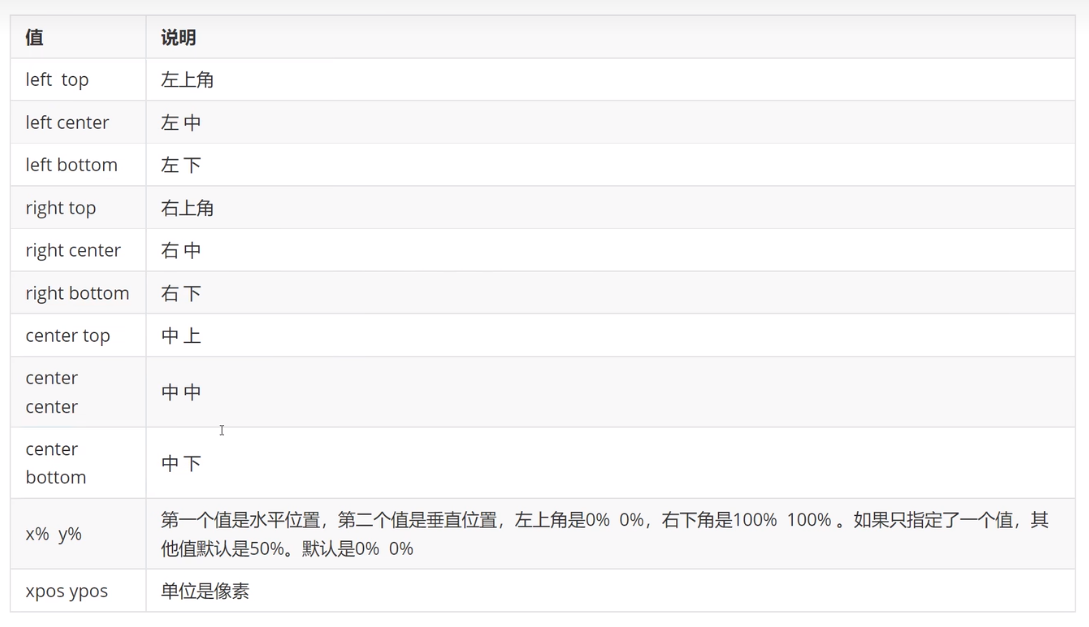 值 说明
left top 左上角
left center 左 中
left bottom 左 下
right top 右上角
right center 右 中
right bottom 右 下
center top 中 上
center
center
中 中
center
bottom
中 下
x% y%
第一个值是水平位置，第二个值是垂直位置，左上角是0% 0%，右下角是100% 100% 。如果只指定了一个值，其
他值默认是50%。默认是0% 0%
xpos ypos 单位是像素